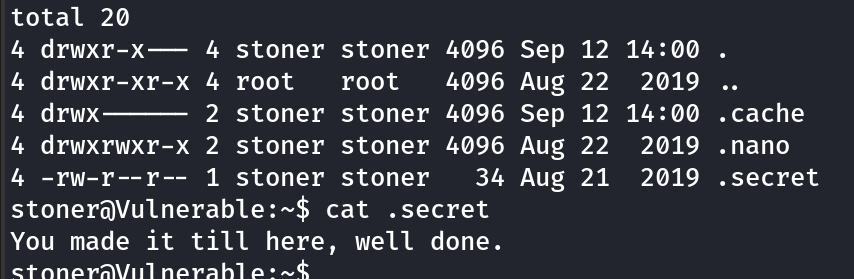 total 20
4 drwxr-x--- 4 stoner stoner 4096 Sep 12 14:00 .
4 drwxr-xr-x 4 root   root   4096 Aug 22  2019 ..
4 drwx------ 2 stoner stoner 4096 Sep 12 14:00 .cache
4 drwxrwxr-x 2 stoner stoner 4096 Aug 22  2019 .nano
4 -rw-r--r-- 1 stoner stoner   34 Aug 21  2019 .secret
stoner@Vulnerable:~$ cat .secret
You made it till here, well done.
stoner@Vulnerable:~$